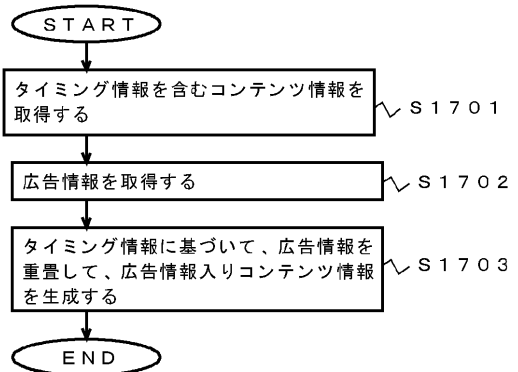 ＳＴＡＲＴ
タイミング情報を含むコンテンツ情報を
取得する
Ｓ１７０１
広告情報を取得する
Ｓ１７０２
タイミング情報に基づいて、広告情報を
重畳して、広告情報入りコンテンツ情報
を生成する
Ｓ１７０３
ＥＮＤ